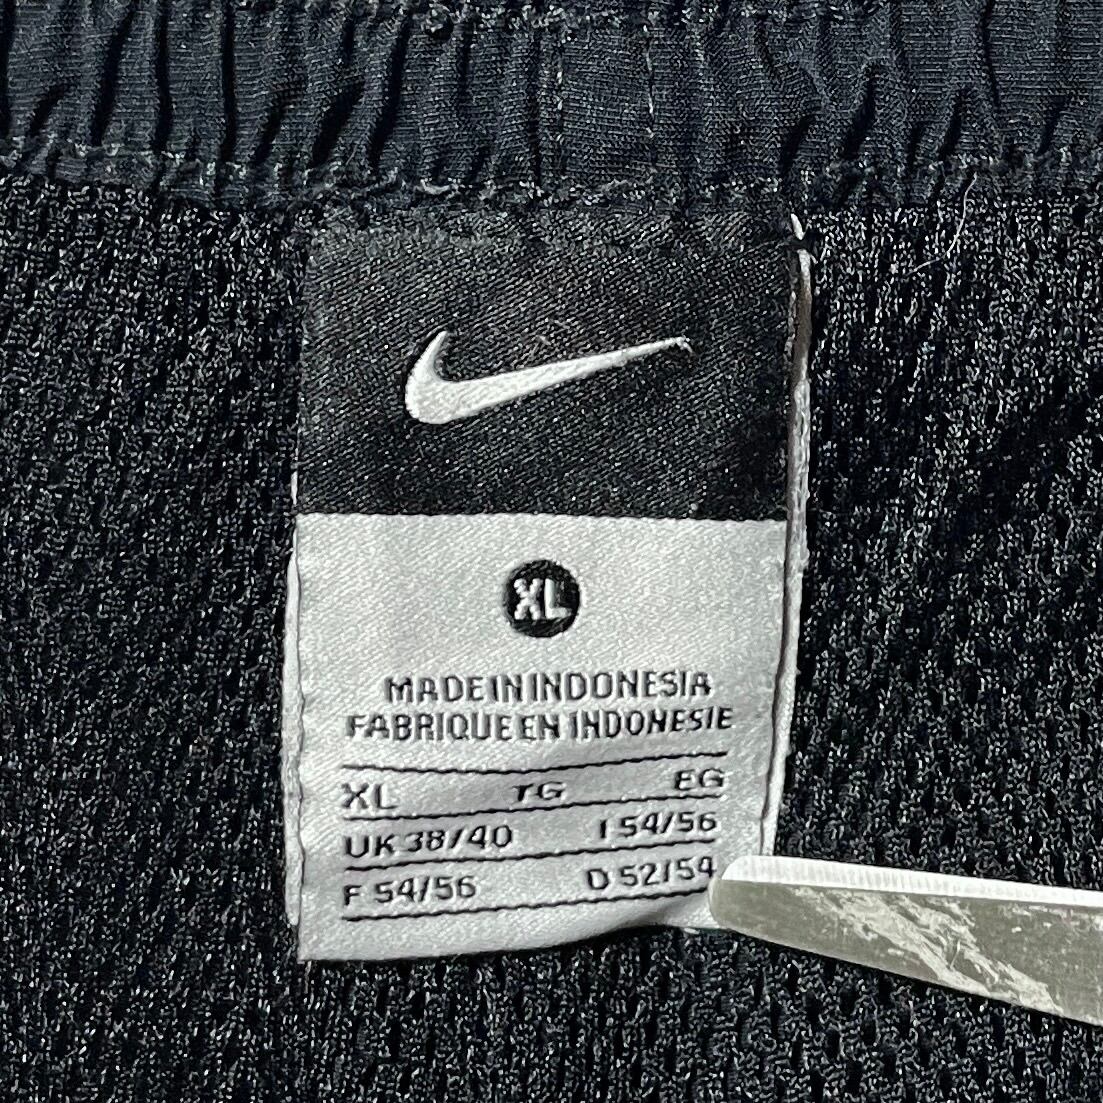 XL
MADE IN INDONESIA
FABRIQUE EN INDONESIE
XL TG EG
UK 38/40 I 54/56
F 54/56 D 52/54